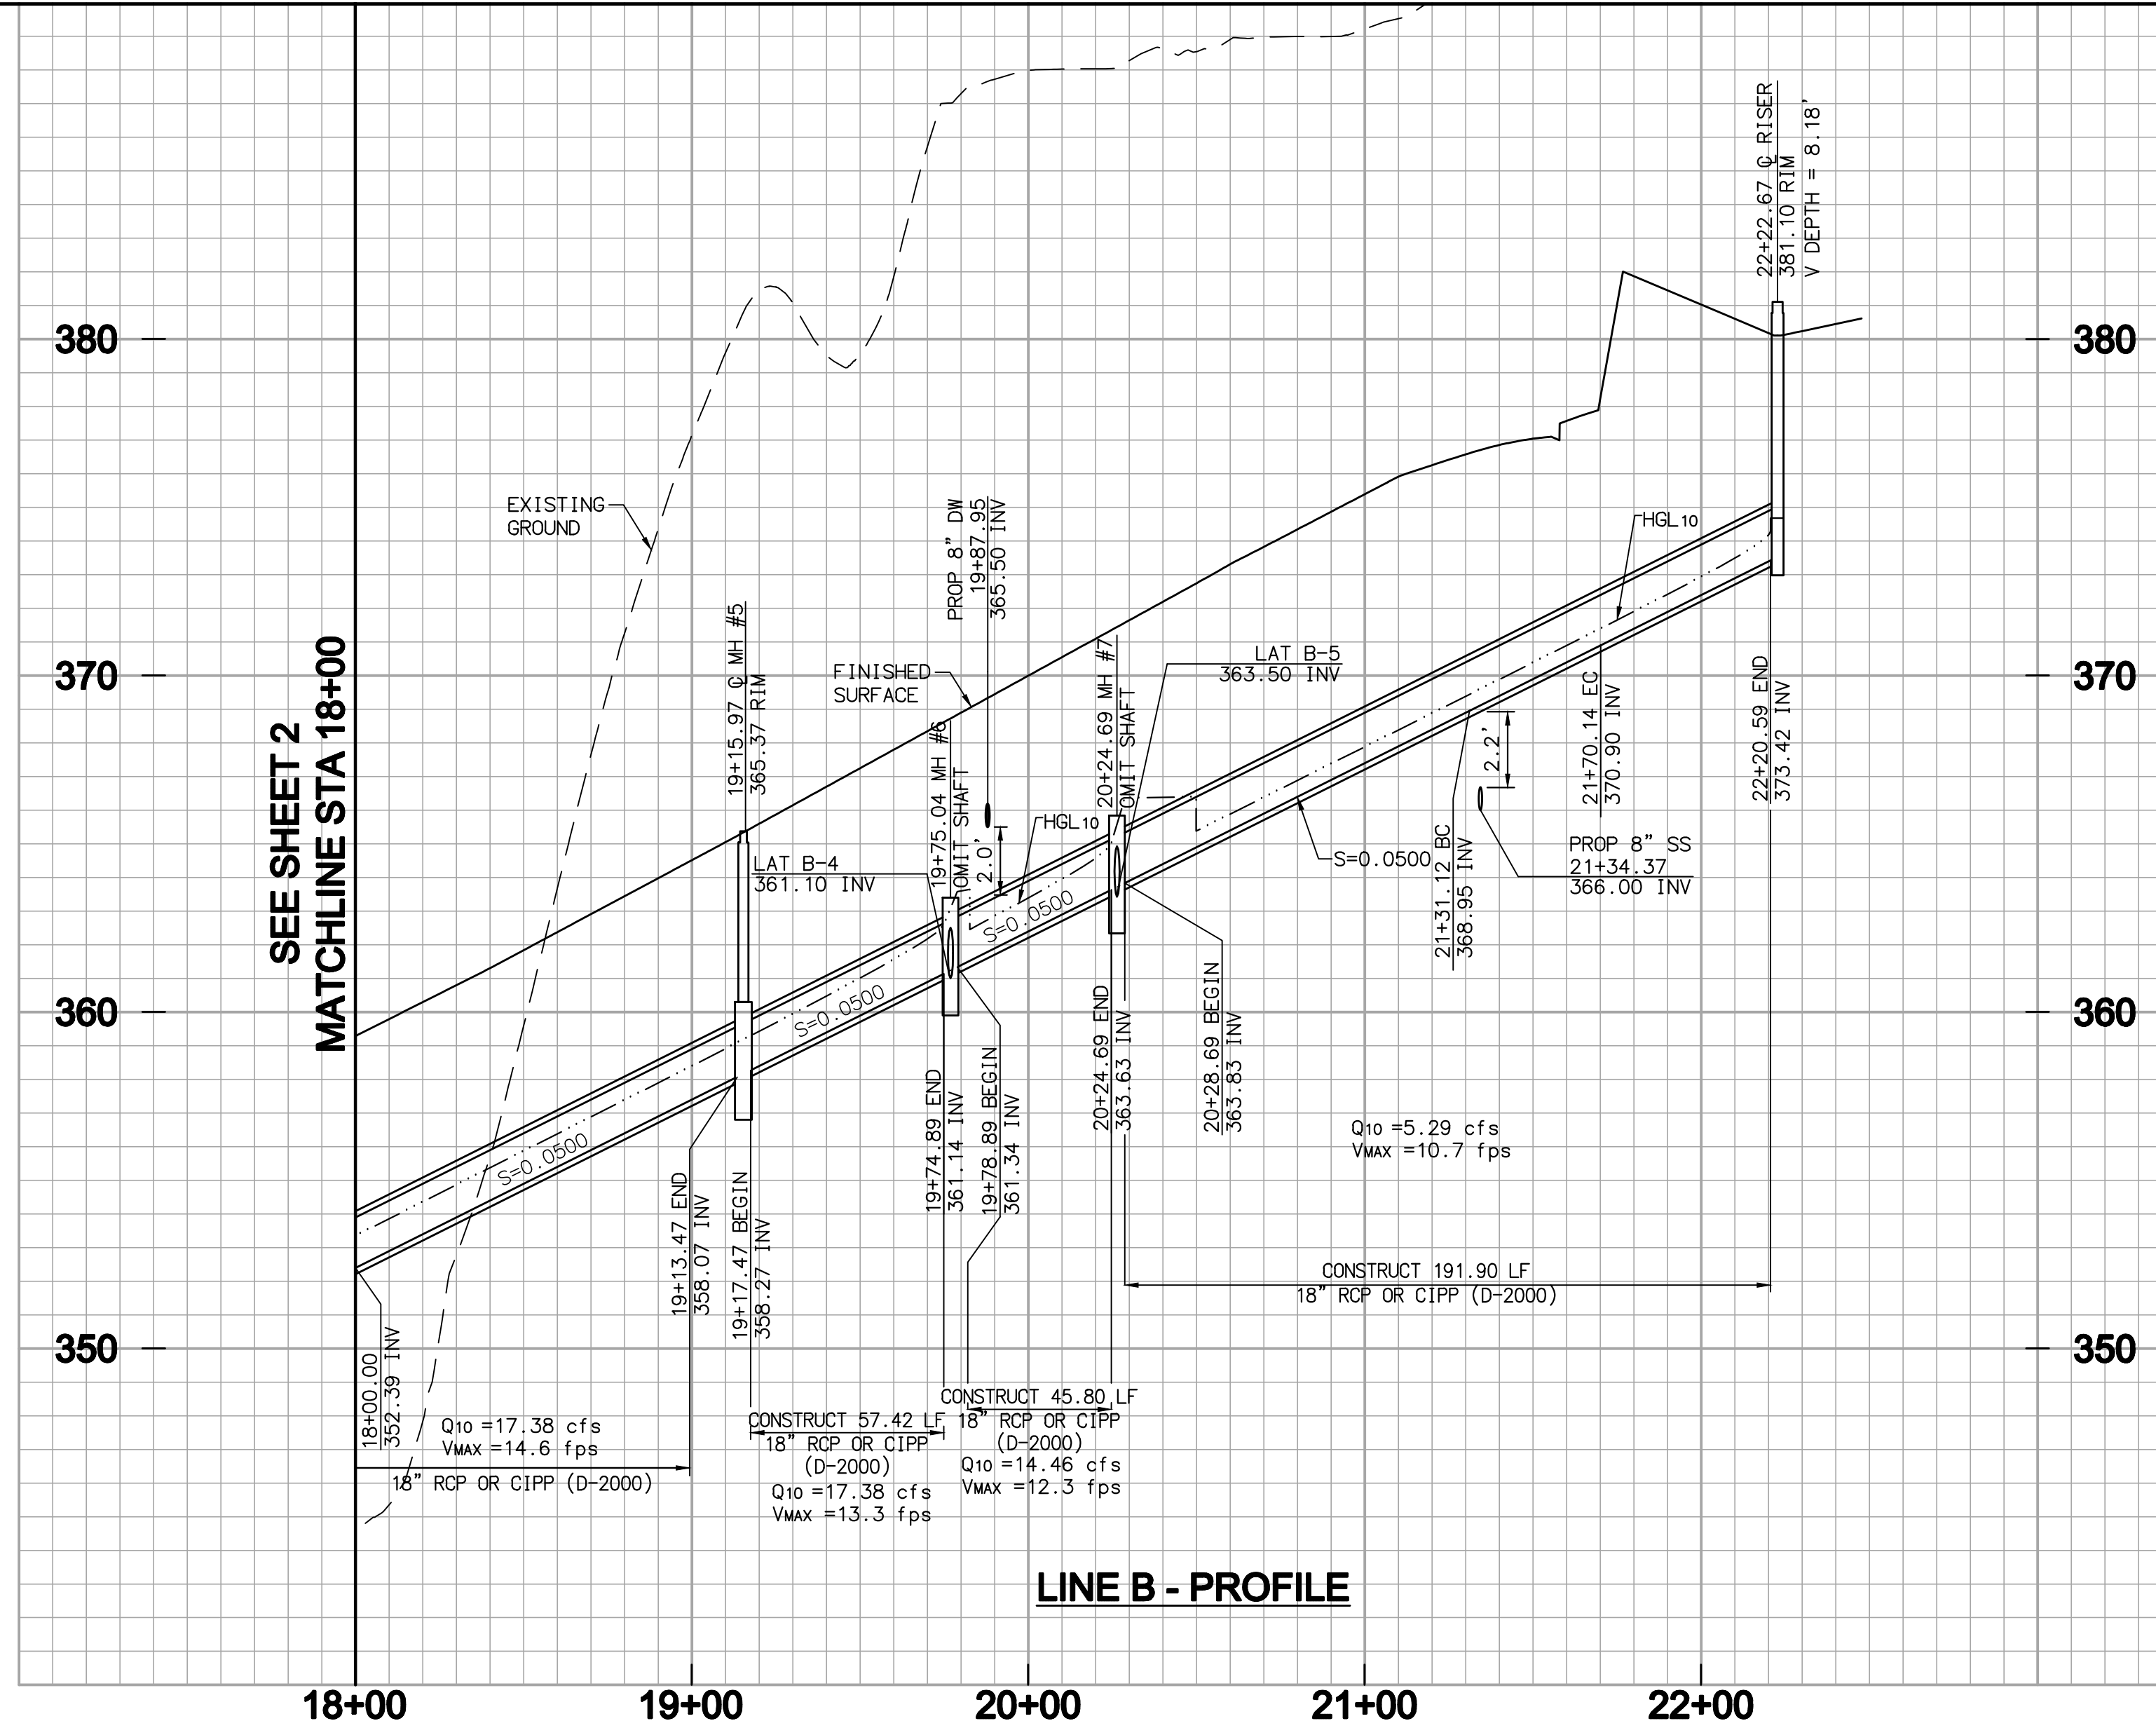 22+22.67 ℄ RISER
381.10 RIM
V DEPTH = 8.18'
380
380
EXISTING
GROUND
PROP 8" DW
19+87.95
365.50 INV
HGL10
SEE SHEET 2
MATCHLINE STA 18+00
370
370
19+15.97 ℄ MH #5
365.37 RIM
FINISHED
SURFACE
19+75.04 MH #6
OMIT SHAFT
2.0'
HGL10
20+24.69 MH #7
OMIT SHAFT
LAT B-5
363.50 INV
LAT B-4
361.10 INV
S=0.0500
2.2'
21+31.12 BC
368.95 INV
21+70.14 EC
370.90 INV
PROP 8" SS
21+34.37
366.00 INV
22+20.59 END
373.42 INV
360
360
S=0.0500
S=0.0500
S=0.0500
19+13.47 END
358.07 INV
19+17.47 BEGIN
358.27 INV
19+74.89 END
361.14 INV
19+78.89 BEGIN
361.34 INV
20+24.69 END
363.63 INV
20+28.69 BEGIN
363.83 INV
Q10 =5.29 cfs
VMAX =10.7 fps
CONSTRUCT 191.90 LF
18" RCP OR CIPP (D-2000)
350
350
18+00.00
352.39 INV
Q10 =17.38 cfs
VMAX =14.6 fps
18" RCP OR CIPP (D-2000)
CONSTRUCT 57.42 LF
18" RCP OR CIPP
(D-2000)
Q10 =17.38 cfs
VMAX =13.3 fps
CONSTRUCT 45.80 LF
18" RCP OR CIPP
(D-2000)
Q10 =14.46 cfs
VMAX =12.3 fps
LINE B - PROFILE
18+00
19+00
20+00
21+00
22+00